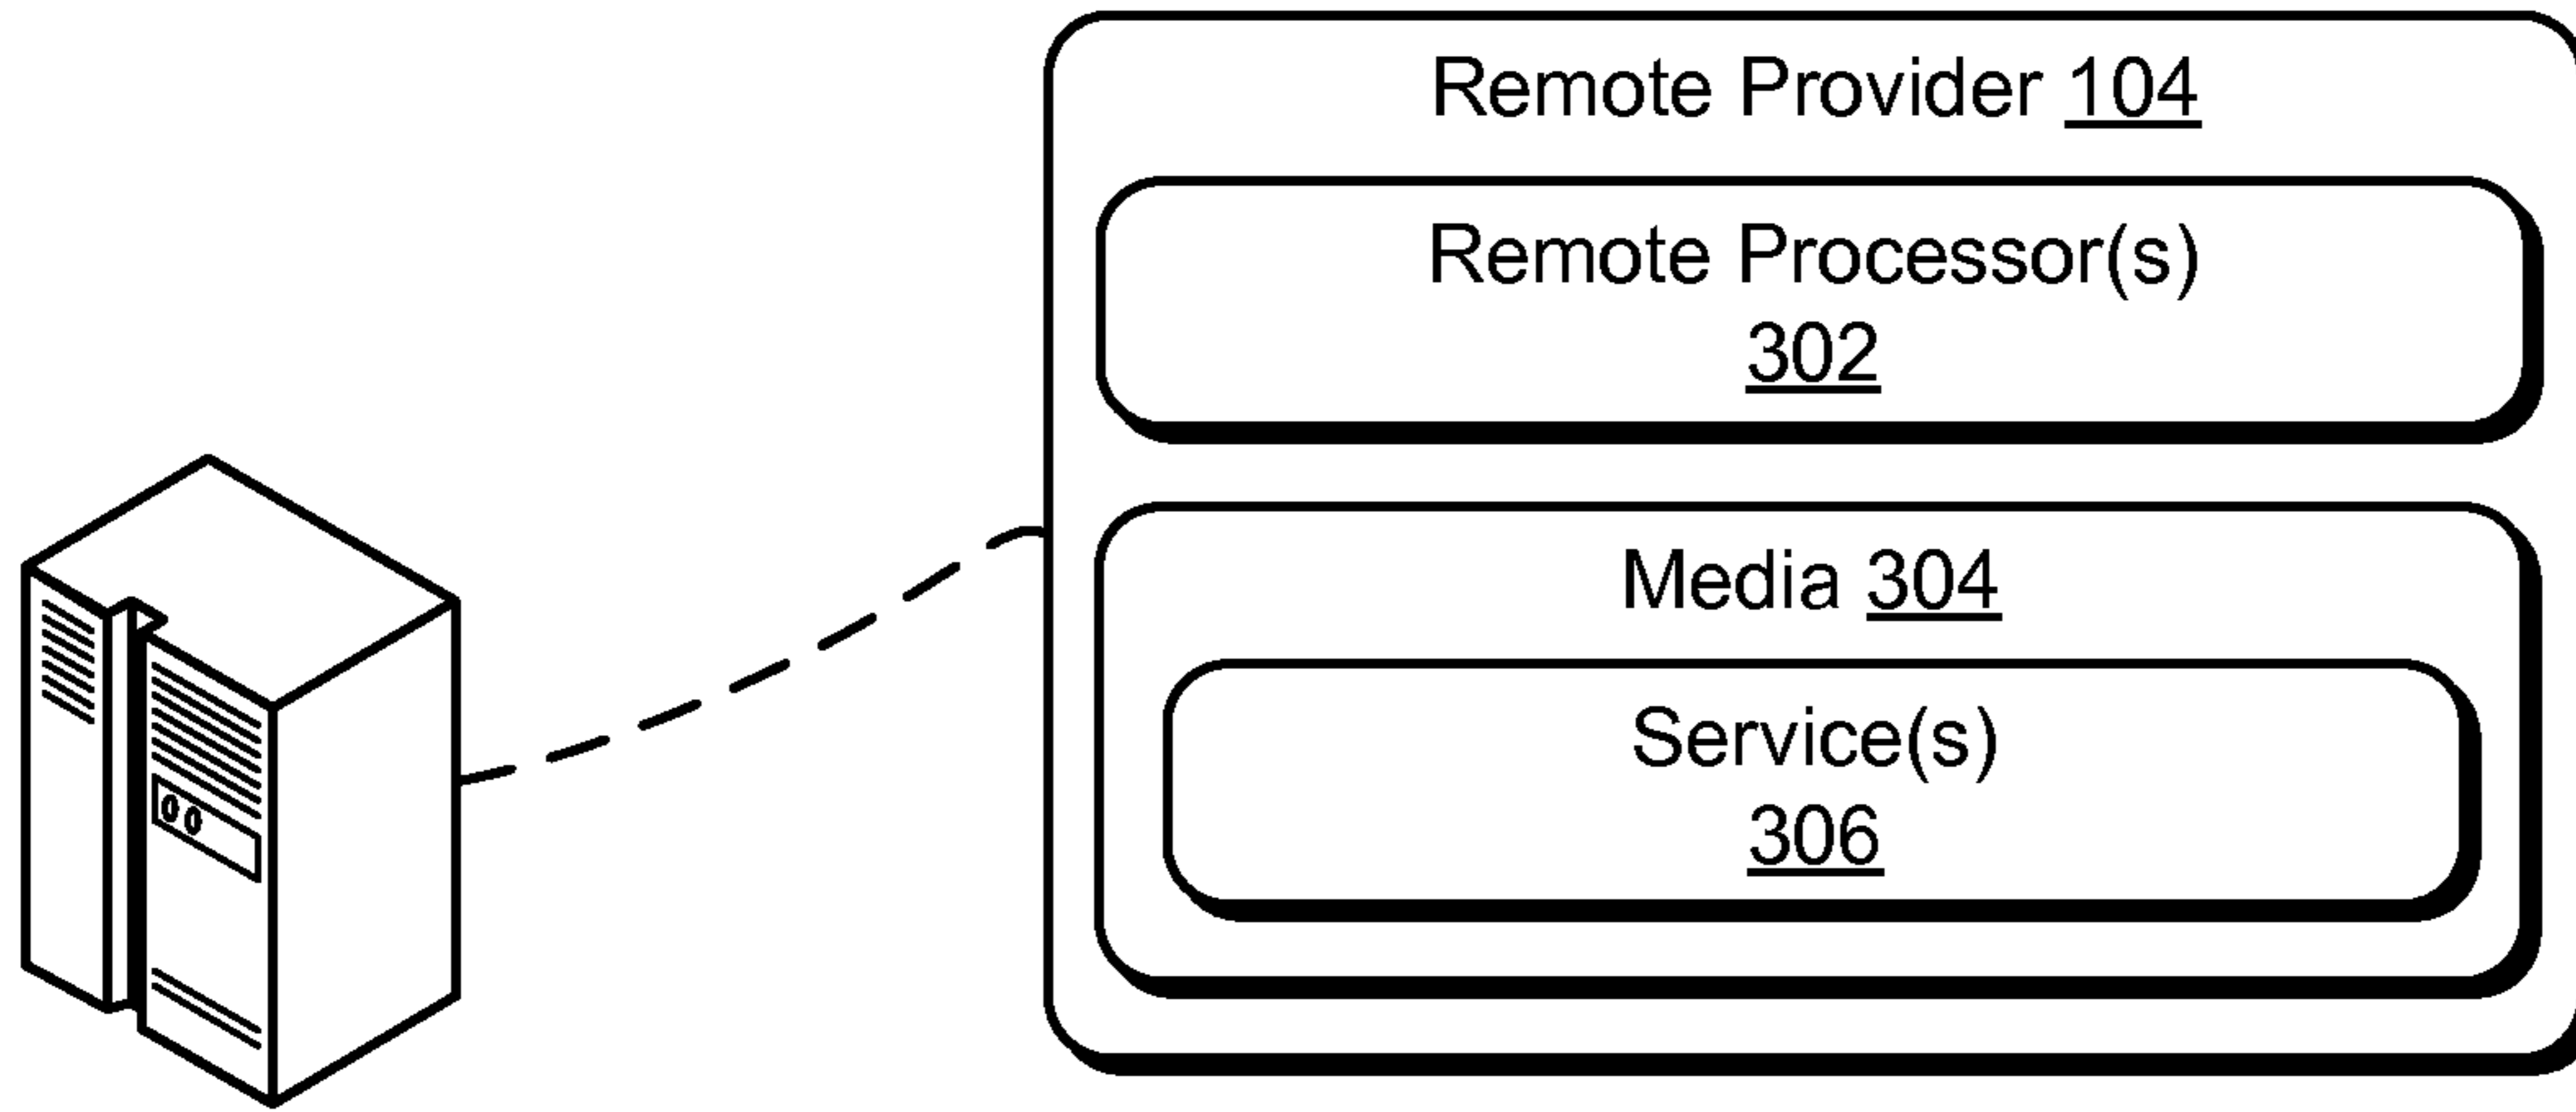 Remote Provider 104
Remote Processor(s)
302
Media 304
Service(s)
306